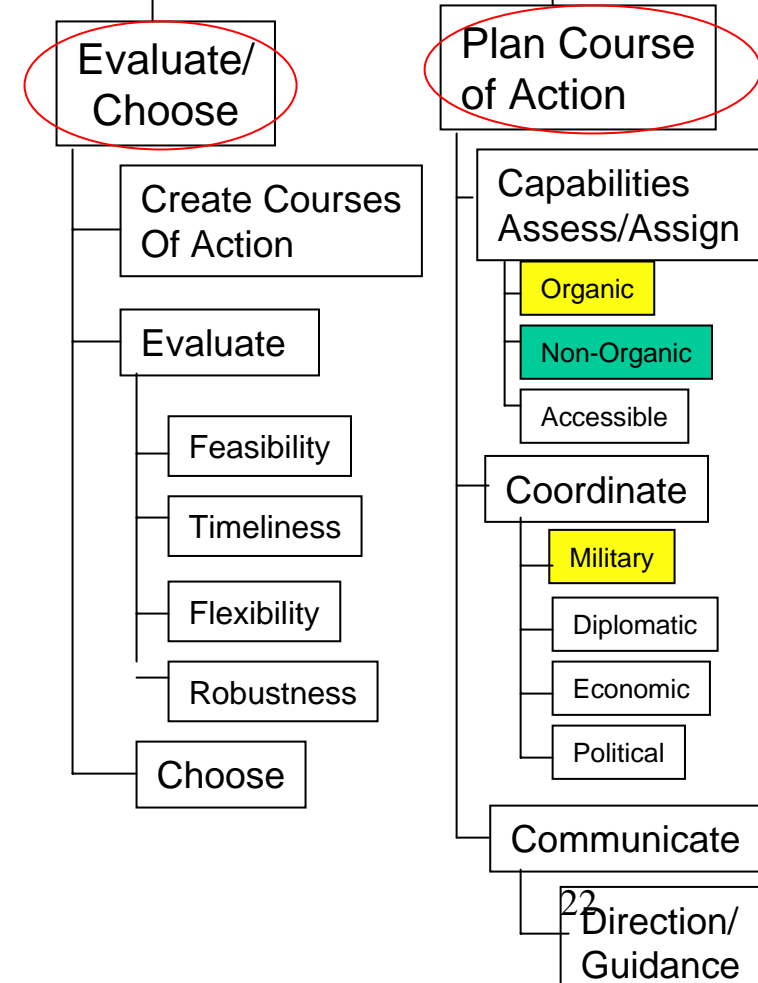 Evaluate/
Choose
Create Courses
Of Action
Evaluate
Feasibility
Timeliness
Flexibility
Robustness
Choose
Plan Course
of Action
Capabilities
Assess/Assign
Organic
Non-Organic
Accessible
Coordinate
Military
Diplomatic
Economic
Political
Communicate
22
Direction/
Guidance